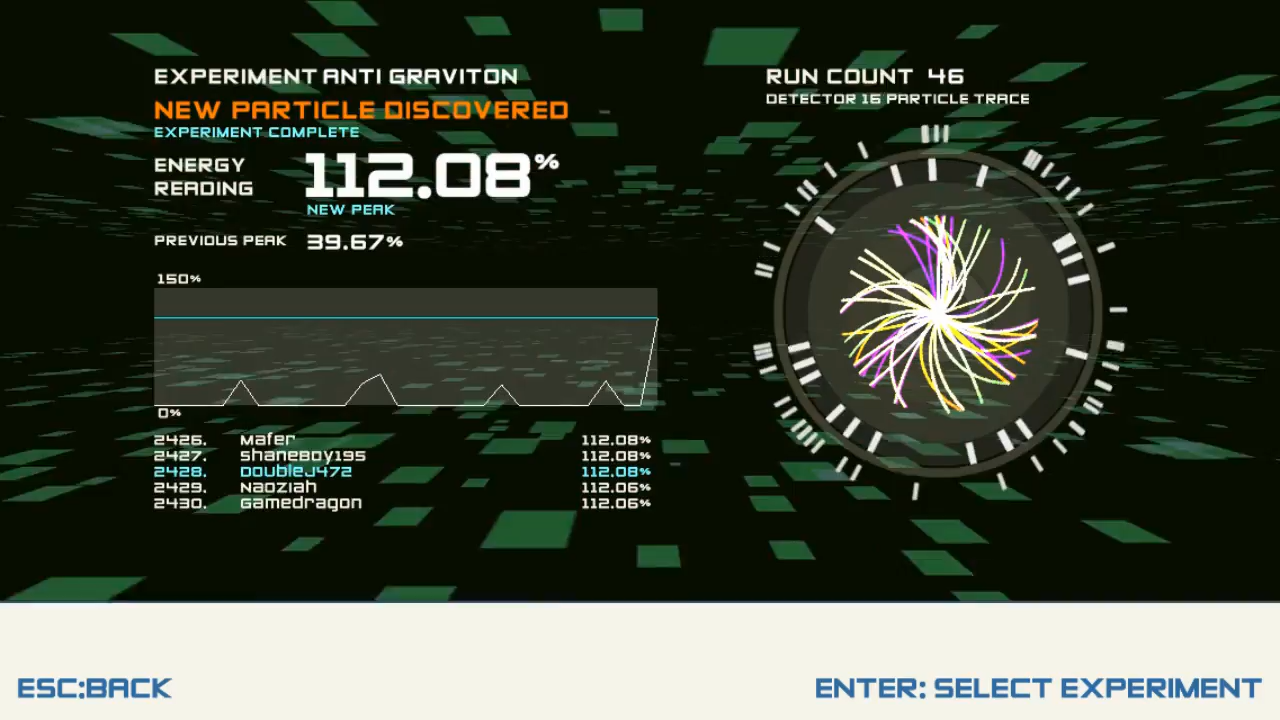 EXPERIMENT ANTI GRAVITON
NEW PARTICLE DISCOVERED
EXPERIMENT COMPLETE
ENERGY READING 112.08%
NEW PEAK
PREVIOUS PEAK 39.67%
150%
0%
2426. Mafer 112.08%
2427. shaneboy195 112.08%
2428. DoubleJ472 112.08%
2429. Naoziah 112.06%
2430. Gamedragon 112.06%
RUN COUNT 46
DETECTOR 16 PARTICLE TRACE
ESC:BACK
ENTER: SELECT EXPERIMENT